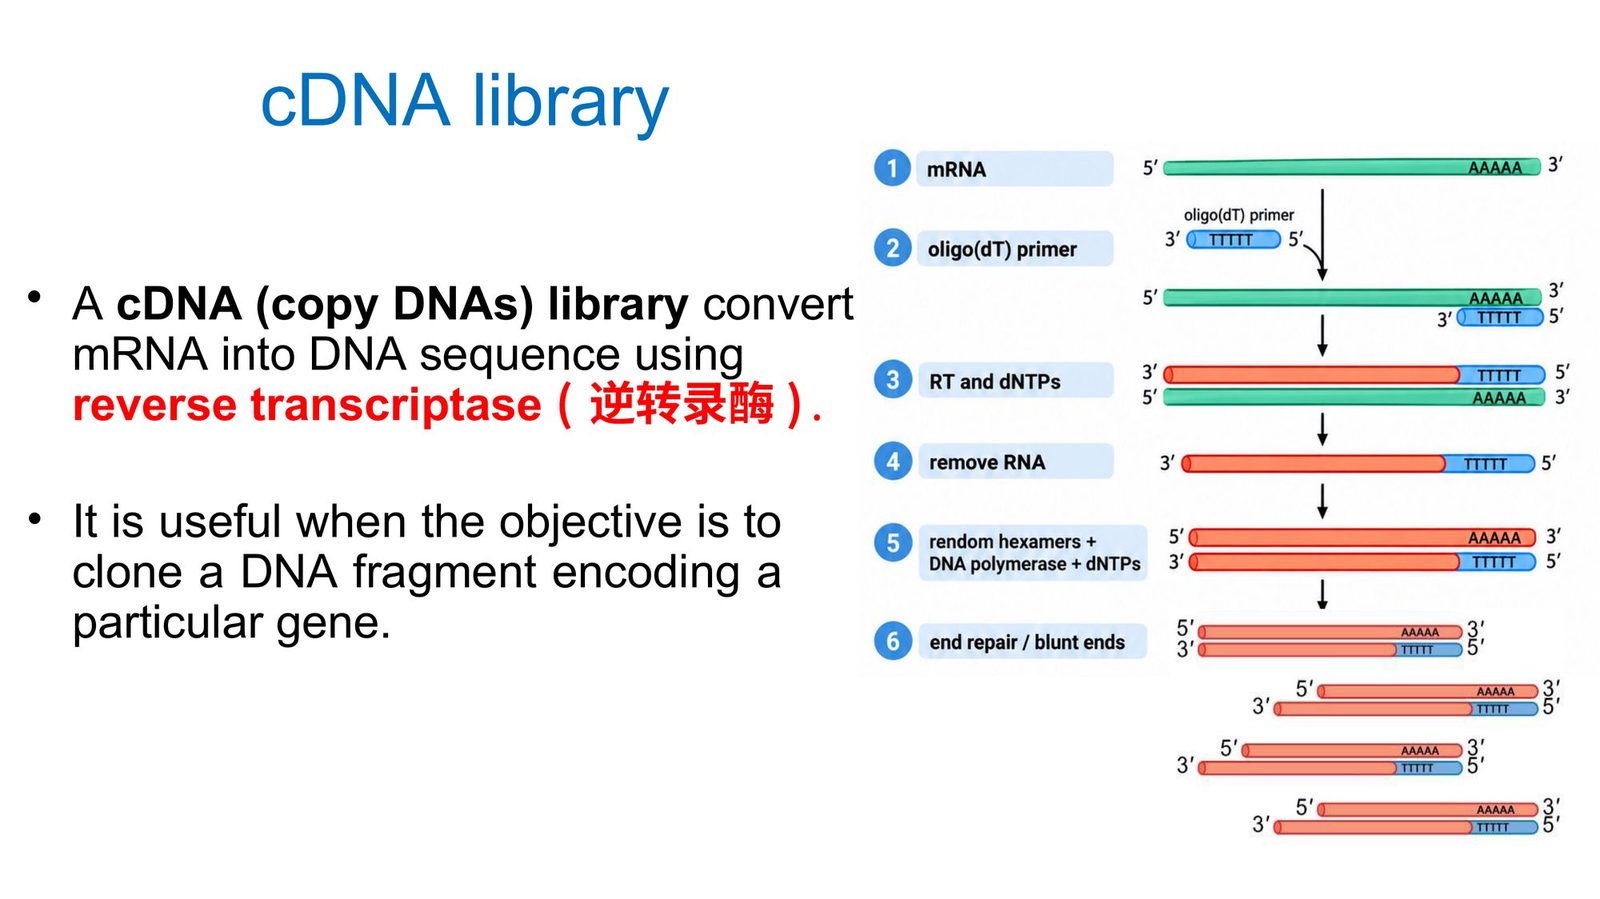 cDNA library
• A cDNA (copy DNAs) library convert
mRNA into DNA sequence using
reverse transcriptase（逆转录酶）.
• It is useful when the objective is to
clone a DNA fragment encoding a
particular gene.
1 mRNA
5′ AAAAA 3′
oligo(dT) primer
2 oligo(dT) primer
3′ TTTTT 5′
5′ AAAAA 3′
3′ TTTTT 5′
3 RT and dNTPs
3′ TTTTT 5′
5′ AAAAA 3′
4 remove RNA
3′ TTTTT 5′
5 rendom hexamers +
DNA polymerase + dNTPs
5′ AAAAA 3′
3′ TTTTT 5′
6 end repair / blunt ends
5′ AAAAA 3′
3′ TTTTT 5′
5′ AAAAA 3′
3′ TTTTT 5′
5′ AAAAA 3′
3′ TTTTT 5′
5′ AAAAA 3′
3′ TTTTT 5′